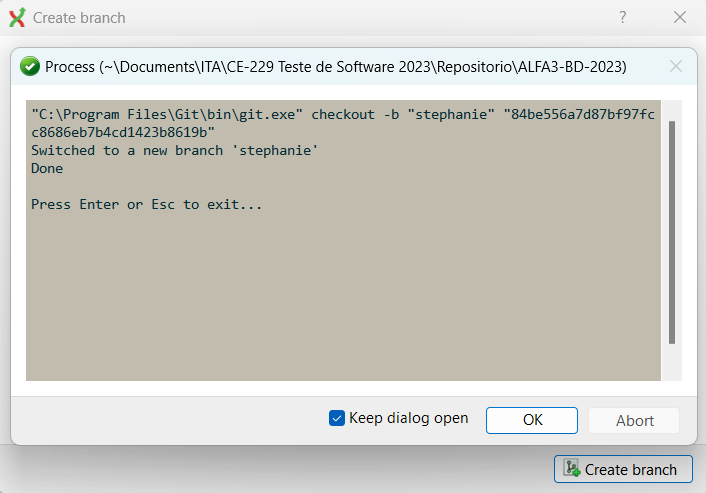 Create branch
?
Process (~\Documents\ITA\CE-229 Teste de Software 2023\Repositorio\ALFA3-BD-2023)
"C:\Program Files\Git\bin\git.exe" checkout -b "stephanie" "84be556a7d87bf97fc
c8686eb7b4cd1423b8619b"
Switched to a new branch 'stephanie'
Done
Press Enter or Esc to exit...
Keep dialog open
OK
Abort
Create branch